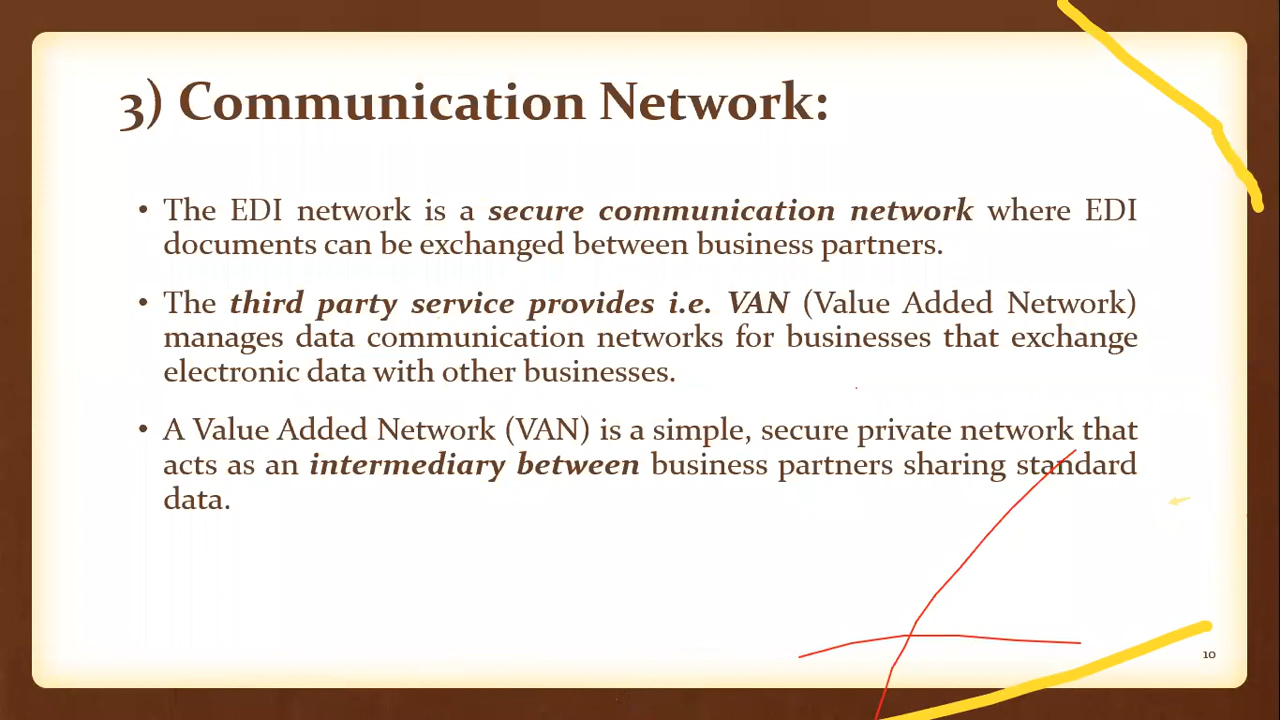 3) Communication Network:
• The EDI network is a secure communication network where EDI
documents can be exchanged between business partners.
• The third party service provides i.e. VAN (Value Added Network)
manages data communication networks for businesses that exchange
electronic data with other businesses.
• A Value Added Network (VAN) is a simple, secure private network that
acts as an intermediary between business partners sharing standard
data.
10